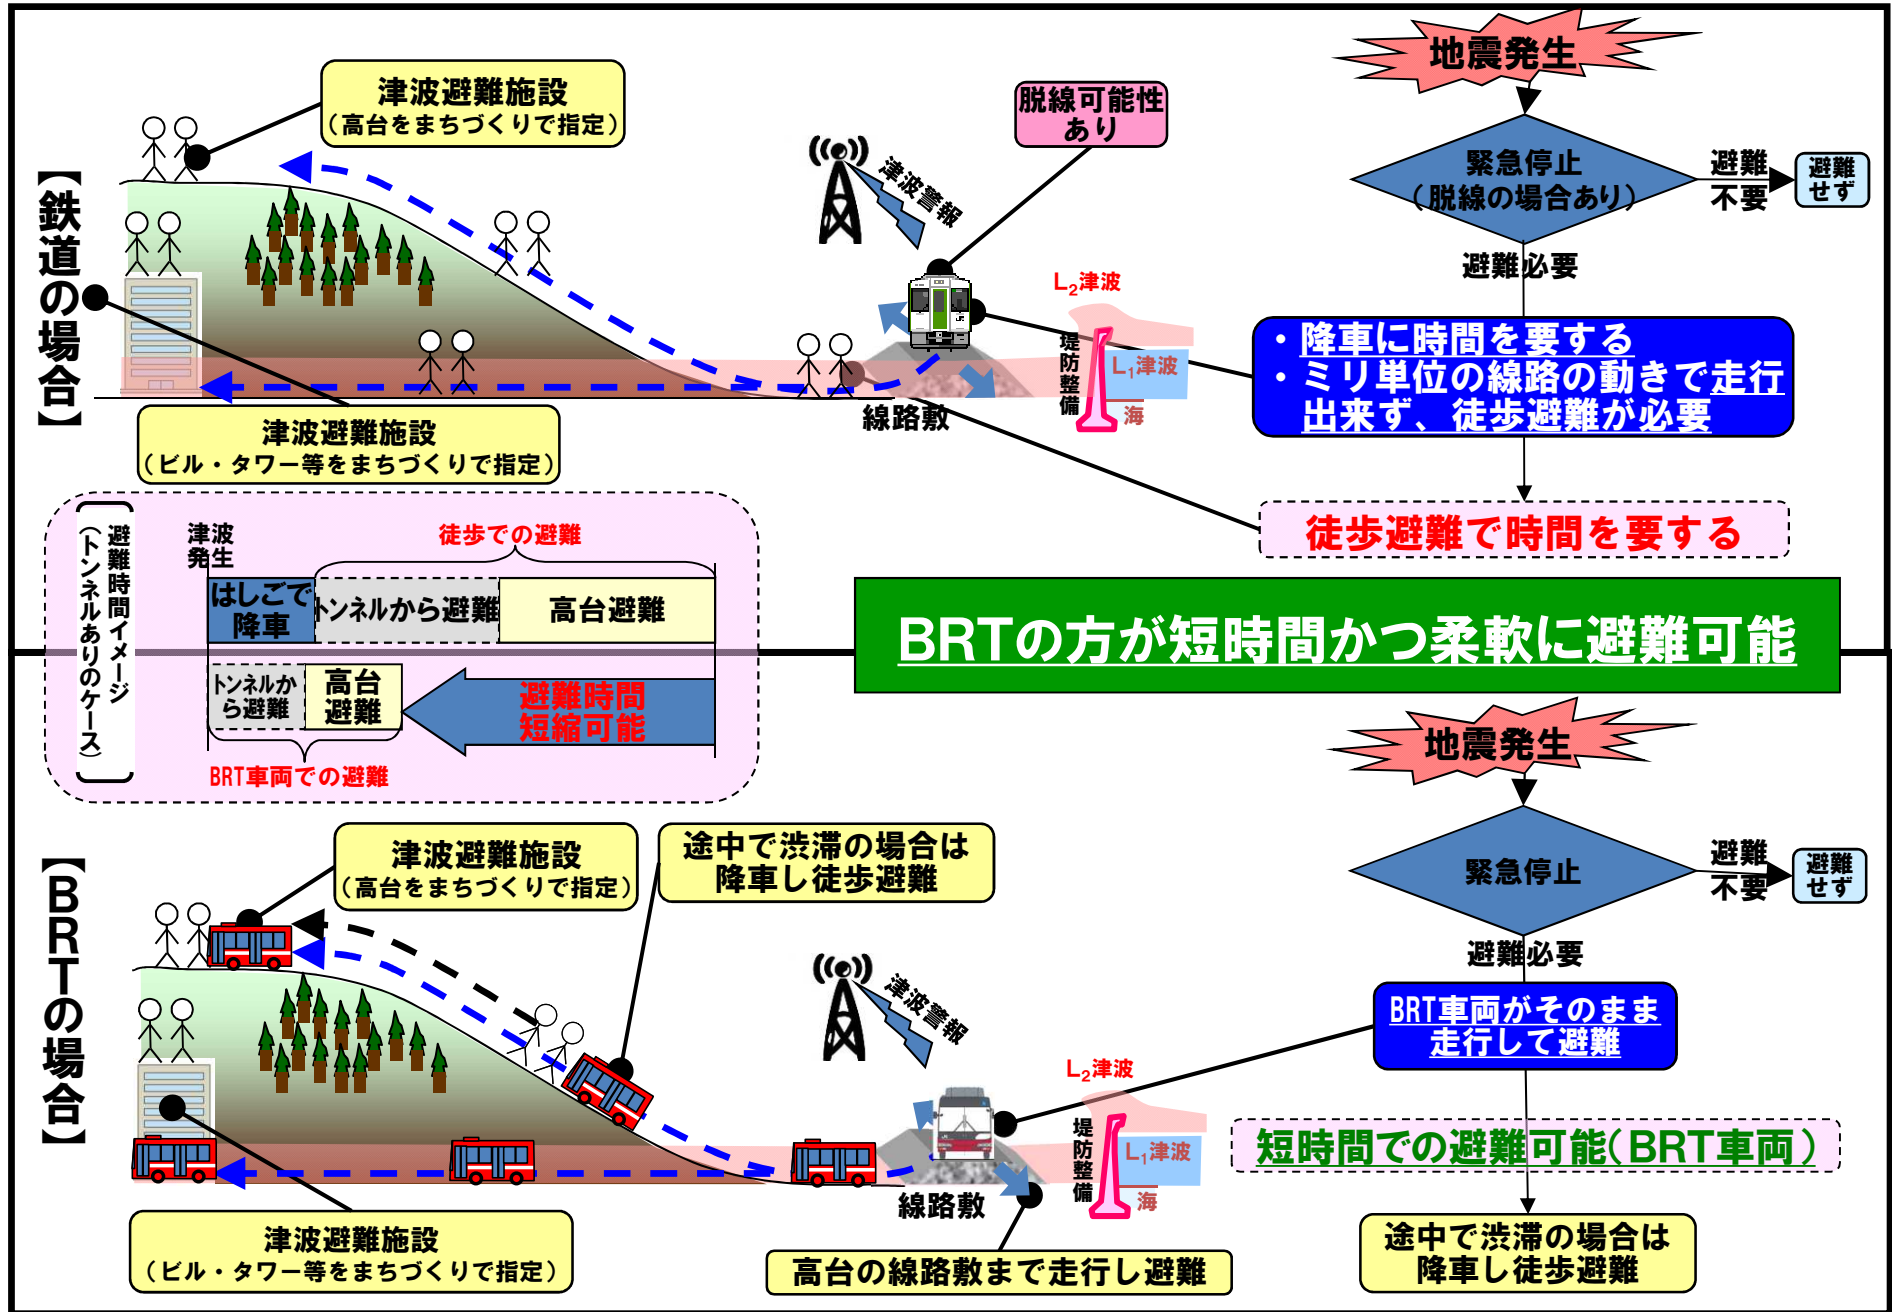 【鉄道の場合】
津波避難施設
（高台をまちづくりで指定）
津波避難施設
（ビル・タワー等をまちづくりで指定）
津波警報
脱線可能性
あり
L2津波
堤防整備
L1津波
海
線路敷
地震発生
緊急停止
（脱線の場合あり）
避難
不要
避難
せず
避難必要
・降車に時間を要する
・ミリ単位の線路の動きで走行
出来ず、徒歩避難が必要
徒歩避難で時間を要する
避難時間イメージ
（トンネルありのケース）
津波
発生
徒歩での避難
はしごで
降車
トンネルから避難
高台避難
トンネルか
ら避難
高台
避難
避難時間
短縮可能
BRT車両での避難
BRTの方が短時間かつ柔軟に避難可能
【BRTの場合】
津波避難施設
（高台をまちづくりで指定）
途中で渋滞の場合は
降車し徒歩避難
津波避難施設
（ビル・タワー等をまちづくりで指定）
津波警報
L2津波
堤防整備
L1津波
海
線路敷
高台の線路敷まで走行し避難
地震発生
緊急停止
避難
不要
避難
せず
避難必要
BRT車両がそのまま
走行して避難
短時間での避難可能（BRT車両）
途中で渋滞の場合は
降車し徒歩避難